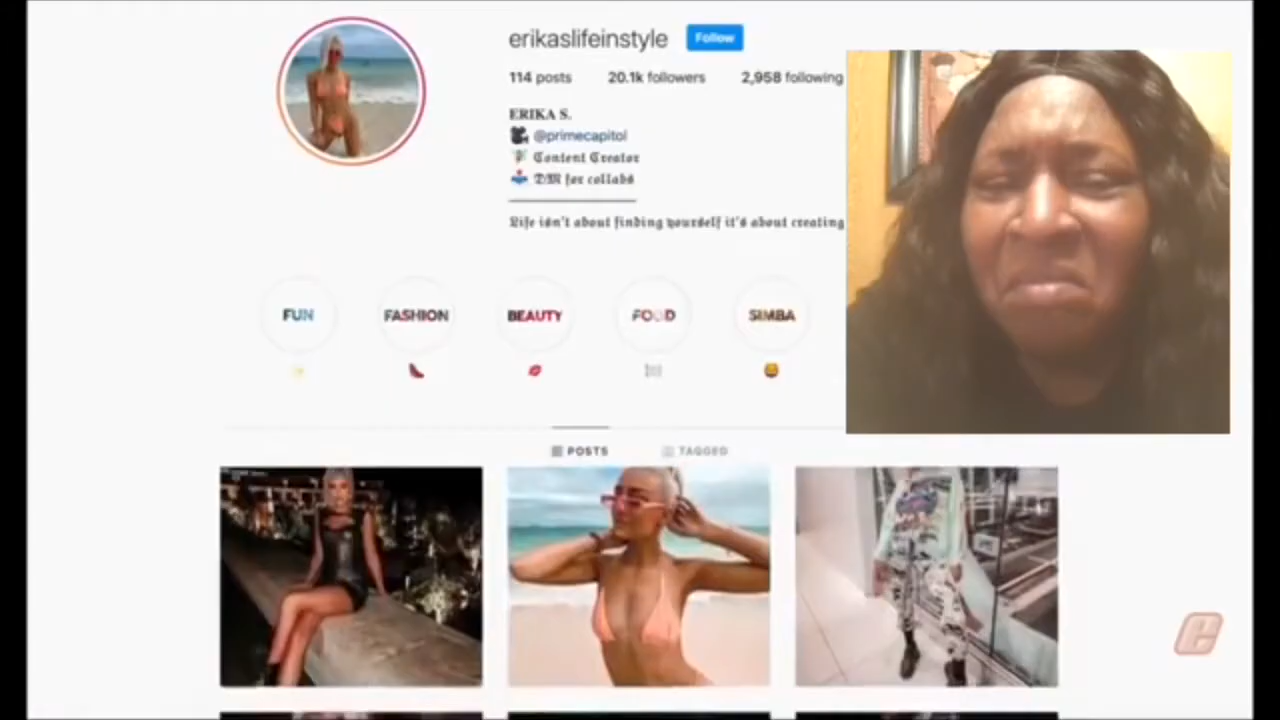 erikaslifeinstyle Follow
114 posts 20.1k followers 2,958 following
ERIKA S.
@primecapitol
𝕮𝖔𝖓𝖙𝖊𝖓𝖙 𝕮𝖗𝖊𝖆𝖙𝖔𝖗
𝕯𝕸 𝖋𝖔𝖗 𝖈𝖔𝖑𝖑𝖆𝖇𝖘
𝕷𝖎𝖋𝖊 𝖎𝖘𝖓'𝖙 𝖆𝖇𝖔𝖚𝖙 𝖋𝖎𝖓𝖉𝖎𝖓𝖌 𝖞𝖔𝖚𝖗𝖘𝖊𝖑𝖋 𝖎𝖙'𝖘 𝖆𝖇𝖔𝖚𝖙 𝖈𝖗𝖊𝖆𝖙𝖎𝖓𝖌
FUN FASHION BEAUTY FOOD SIMBA
POSTS TAGGED
e